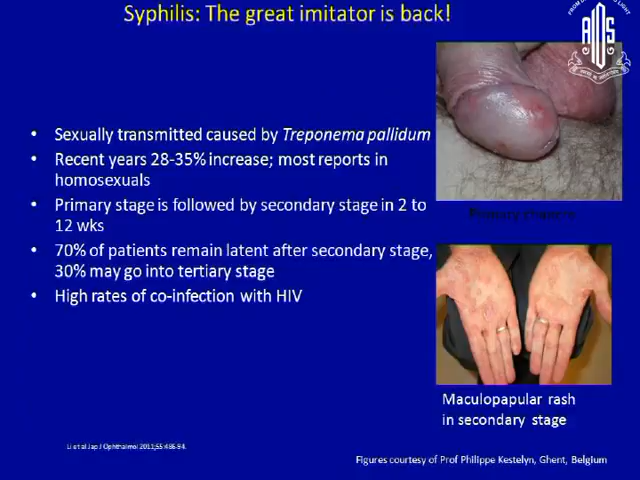 Syphilis: The great imitator is back!
• Sexually transmitted caused by Treponema pallidum
• Recent years 28-35% increase; most reports in
homosexuals
• Primary stage is followed by secondary stage in 2 to
12 wks
• 70% of patients remain latent after secondary stage,
30% may go into tertiary stage
• High rates of co-infection with HIV
Primary chancre
Maculopapular rash
in secondary stage
Li et al Jap J Ophthalmol 2011;55:486-94.
Figures courtesy of Prof Philippe Kestelyn, Ghent, Belgium